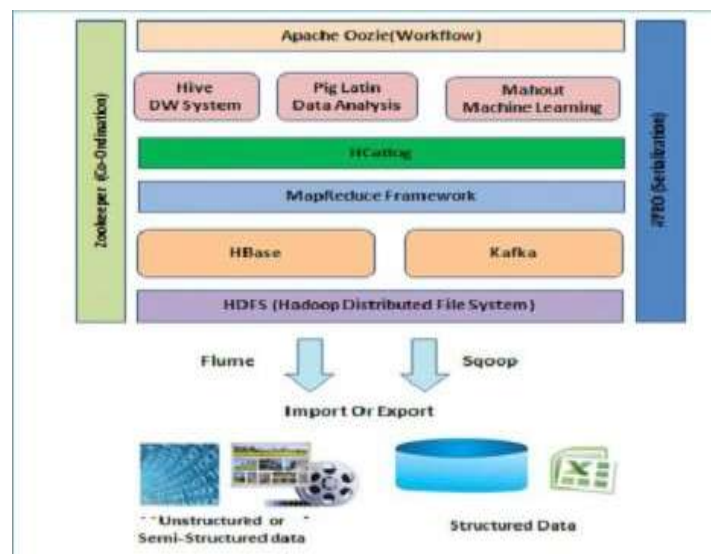 Apache Oozie(Workflow)
Zookeeper (Co-Ordination)
Hive
DW System
Pig Latin
Data Analysis
Mahout
Machine Learning
(Serialization)
HCatlog
MapReduce Framework
HBase
Kafka
HDFS (Hadoop Distributed File System)
Flume
Sqoop
Import Or Export
Unstructured or
Semi-Structured data
Structured Data